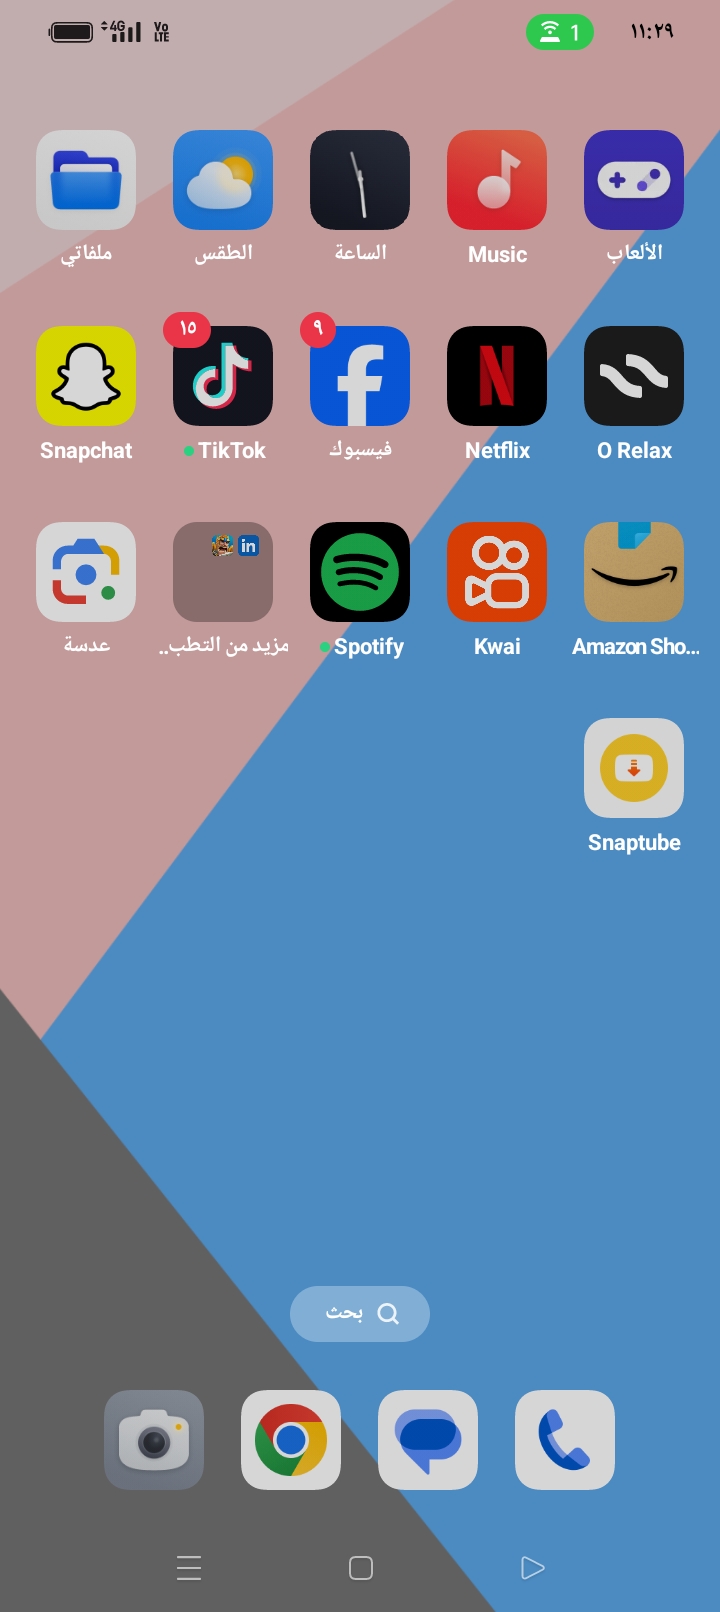 ١١:٢٩
1
4G
Vo
LTE
الألعاب
Music
الساعة
الطقس
ملفاتي
O Relax
Netflix
٩
فيسبوك
١٥
TikTok
Snapchat
Amazon Sho...
Kwai
Spotify
in
مزيد من التطب..
عدسة
Snaptube
بحث